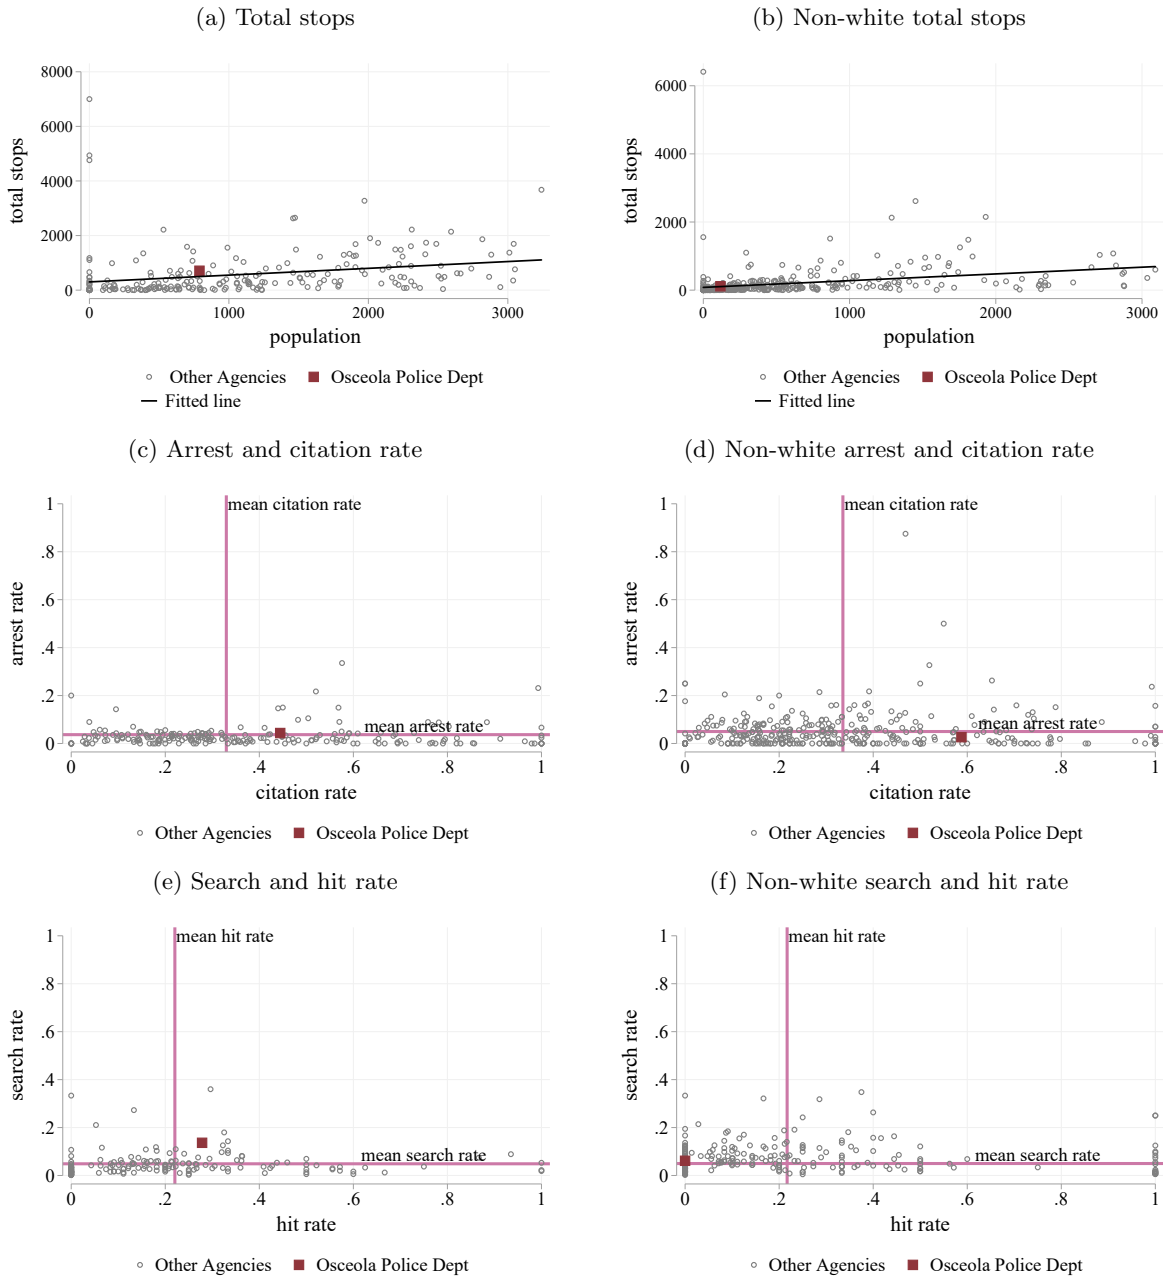 (a) Total stops
(b) Non-white total stops
8000
6000
4000
2000
0
total stops
0
1000
2000
3000
population
Other Agencies
Osceola Police Dept
Fitted line
6000
4000
2000
0
total stops
0
1000
2000
3000
population
Other Agencies
Osceola Police Dept
Fitted line
(c) Arrest and citation rate
(d) Non-white arrest and citation rate
mean citation rate
mean arrest rate
1
.8
.6
.4
.2
0
arrest rate
0
.2
.4
.6
.8
1
citation rate
Other Agencies
Osceola Police Dept
mean citation rate
mean arrest rate
1
.8
.6
.4
.2
0
arrest rate
0
.2
.4
.6
.8
1
citation rate
Other Agencies
Osceola Police Dept
(e) Search and hit rate
(f) Non-white search and hit rate
mean hit rate
mean search rate
1
.8
.6
.4
.2
0
search rate
0
.2
.4
.6
.8
1
hit rate
Other Agencies
Osceola Police Dept
mean hit rate
mean search rate
1
.8
.6
.4
.2
0
search rate
0
.2
.4
.6
.8
1
hit rate
Other Agencies
Osceola Police Dept